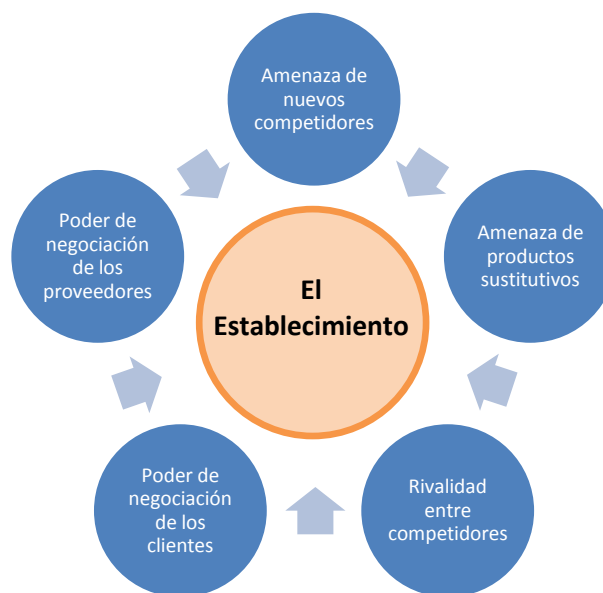 Amenaza de
nuevos
competidores
Poder de
negociación
de los
proveedores
Amenaza de
productos
sustitutivos
El
Establecimiento
Poder de
negociación
de los
clientes
Rivalidad
entre
competidores